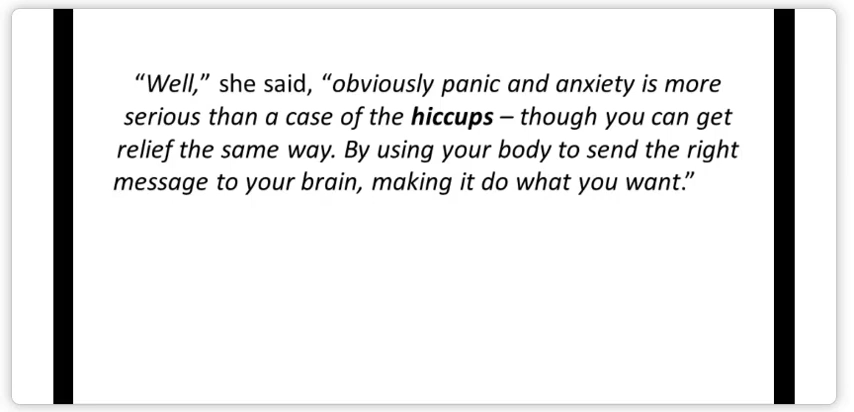 “Well,” she said, “obviously panic and anxiety is more
serious than a case of the hiccups – though you can get
relief the same way. By using your body to send the right
message to your brain, making it do what you want.”